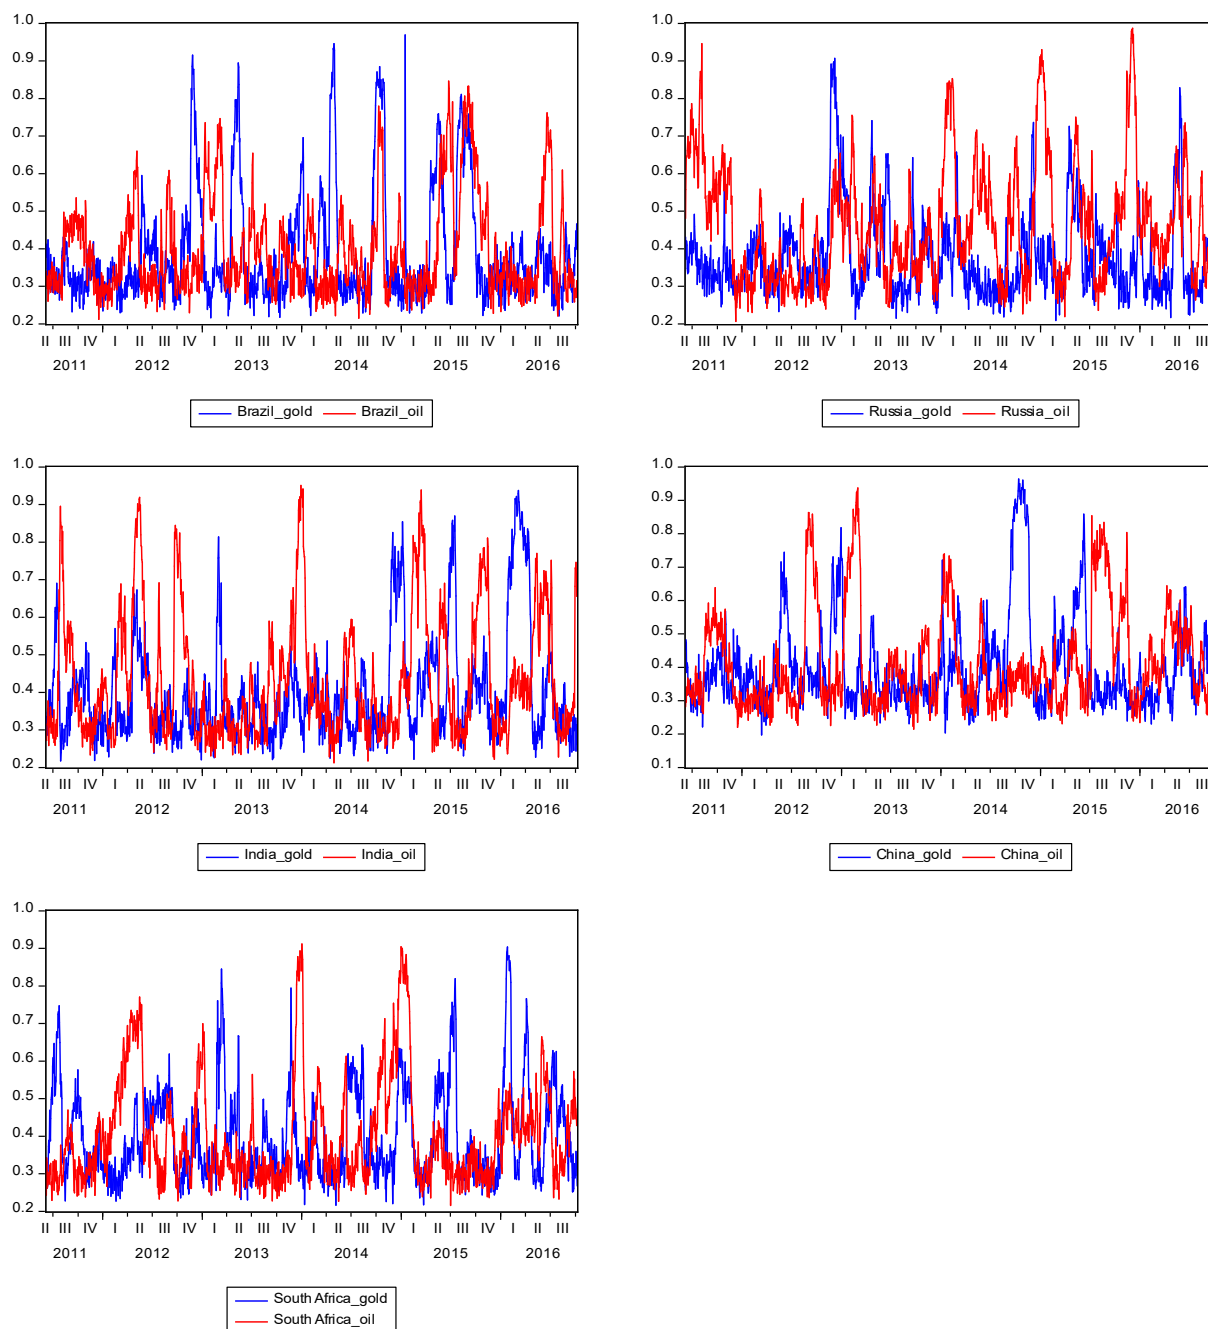 1.0
0.9
0.8
0.7
0.6
0.5
0.4
0.3
0.2
II III IV I II III IV I II III IV I II III IV I II III IV I II III
2011 2012 2013 2014 2015 2016
Brazil_gold Brazil_oil
1.0
0.9
0.8
0.7
0.6
0.5
0.4
0.3
0.2
II III IV I II III IV I II III IV I II III IV I II III IV I II III
2011 2012 2013 2014 2015 2016
Russia_gold Russia_oil
1.0
0.9
0.8
0.7
0.6
0.5
0.4
0.3
0.2
II III IV I II III IV I II III IV I II III IV I II III IV I II III
2011 2012 2013 2014 2015 2016
India_gold India_oil
1.0
0.9
0.8
0.7
0.6
0.5
0.4
0.3
0.2
0.1
II III IV I II III IV I II III IV I II III IV I II III IV I II III
2011 2012 2013 2014 2015 2016
China_gold China_oil
1.0
0.9
0.8
0.7
0.6
0.5
0.4
0.3
0.2
II III IV I II III IV I II III IV I II III IV I II III IV I II III
2011 2012 2013 2014 2015 2016
South Africa_gold
South Africa_oil